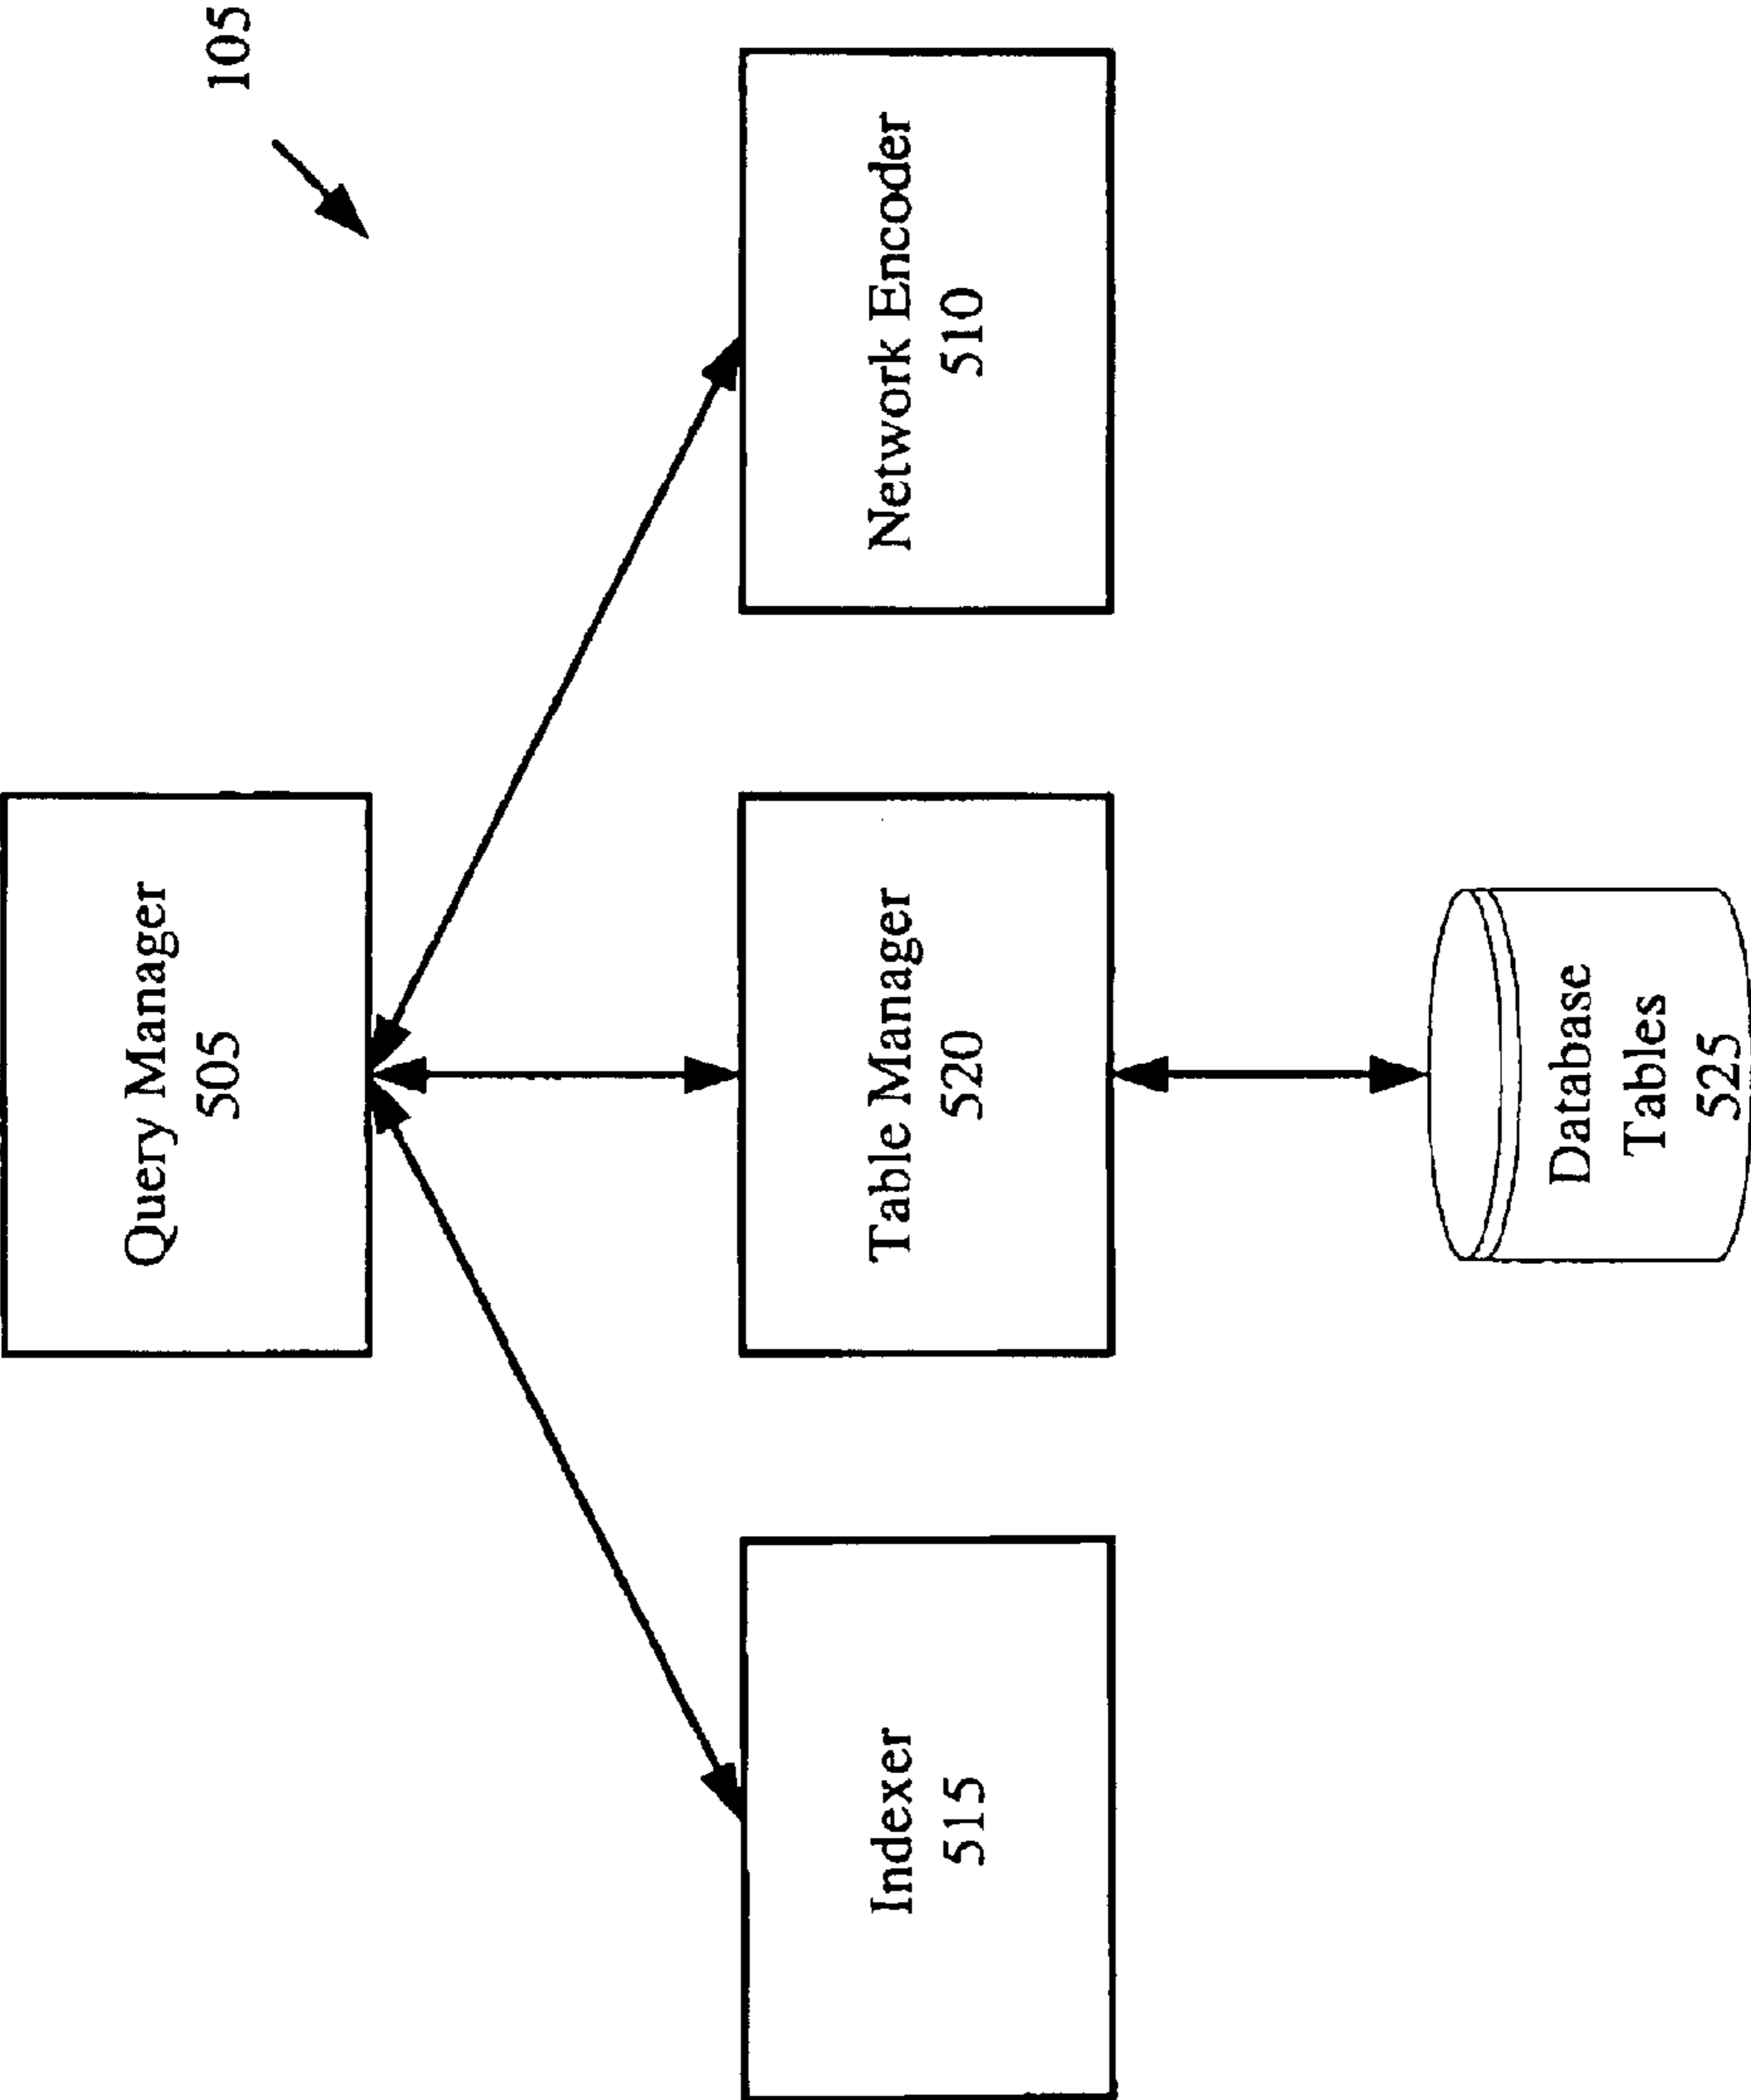 105
Query Manager
505
Indexer
515
Table Manager
520
Network Encoder
510
Database
Tables
525